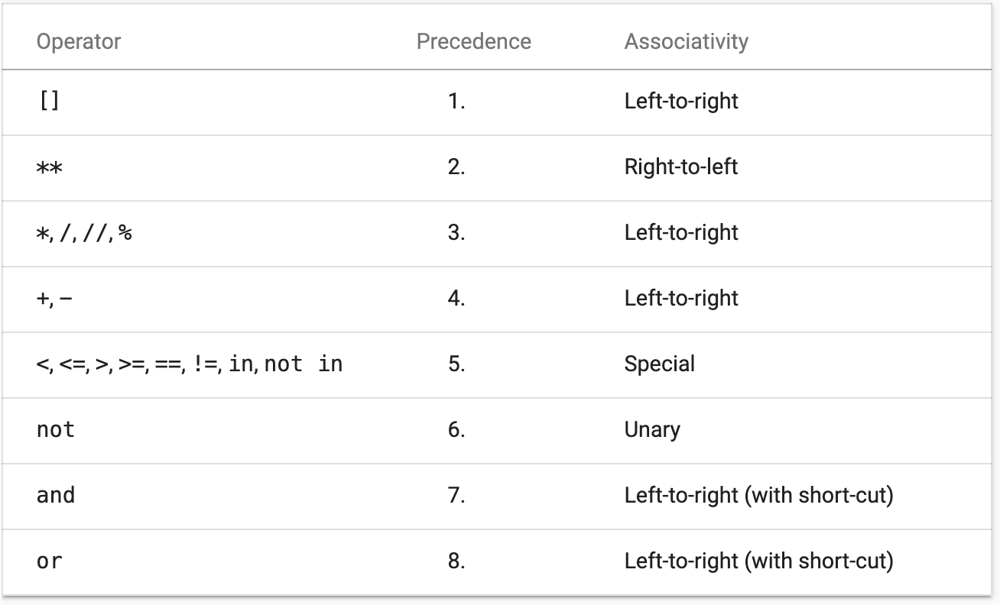 Operator Precedence Associativity
[] 1. Left-to-right
** 2. Right-to-left
*, /, //, % 3. Left-to-right
+, − 4. Left-to-right
<, <=, >, >=, ==, !=, in, not in 5. Special
not 6. Unary
and 7. Left-to-right (with short-cut)
or 8. Left-to-right (with short-cut)